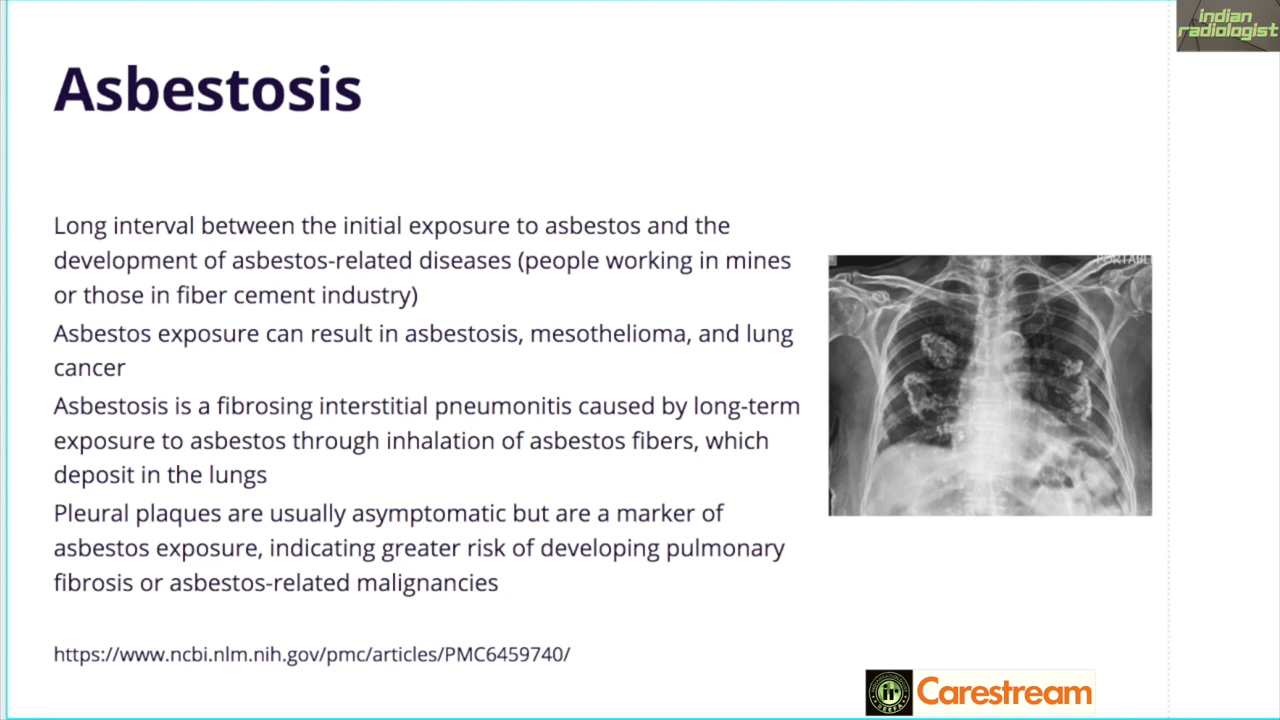 indian
radiologist
Asbestosis
Long interval between the initial exposure to asbestos and the
development of asbestos-related diseases (people working in mines
or those in fiber cement industry)
Asbestos exposure can result in asbestosis, mesothelioma, and lung
cancer
Asbestosis is a fibrosing interstitial pneumonitis caused by long-term
exposure to asbestos through inhalation of asbestos fibers, which
deposit in the lungs
Pleural plaques are usually asymptomatic but are a marker of
asbestos exposure, indicating greater risk of developing pulmonary
fibrosis or asbestos-related malignancies
https://www.ncbi.nlm.nih.gov/pmc/articles/PMC6459740/
ir
Carestream